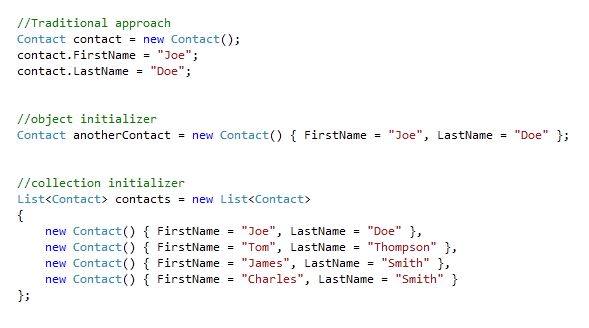 //Traditional approach
Contact contact = new Contact();
contact.FirstName = "Joe";
contact.LastName = "Doe";
//object initializer
Contact anotherContact = new Contact() { FirstName = "Joe", LastName = "Doe" };
//collection initializer
List<Contact> contacts = new List<Contact>
{
    new Contact() { FirstName = "Joe", LastName = "Doe" },
    new Contact() { FirstName = "Tom", LastName = "Thompson" },
    new Contact() { FirstName = "James", LastName = "Smith" },
    new Contact() { FirstName = "Charles", LastName = "Smith" }
};